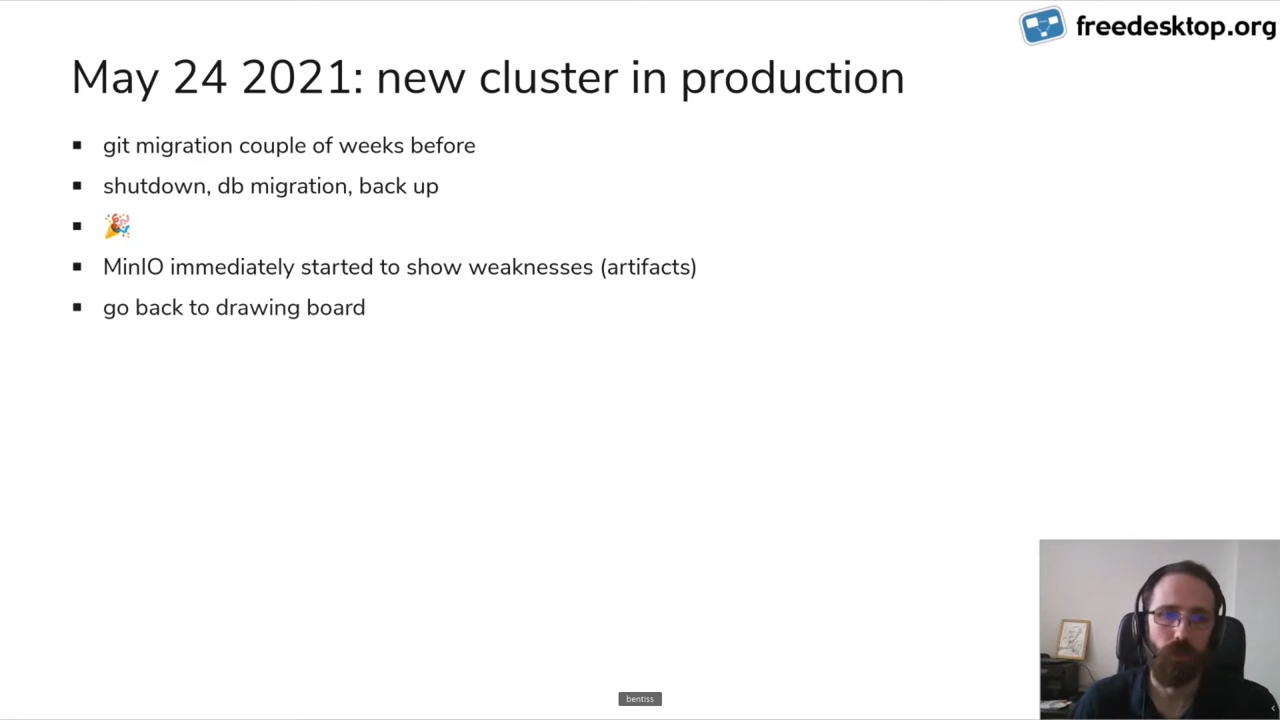 freedesktop.org
May 24 2021: new cluster in production
▪ git migration couple of weeks before
▪ shutdown, db migration, back up
▪ 🎉
▪ MinIO immediately started to show weaknesses (artifacts)
▪ go back to drawing board
bentiss